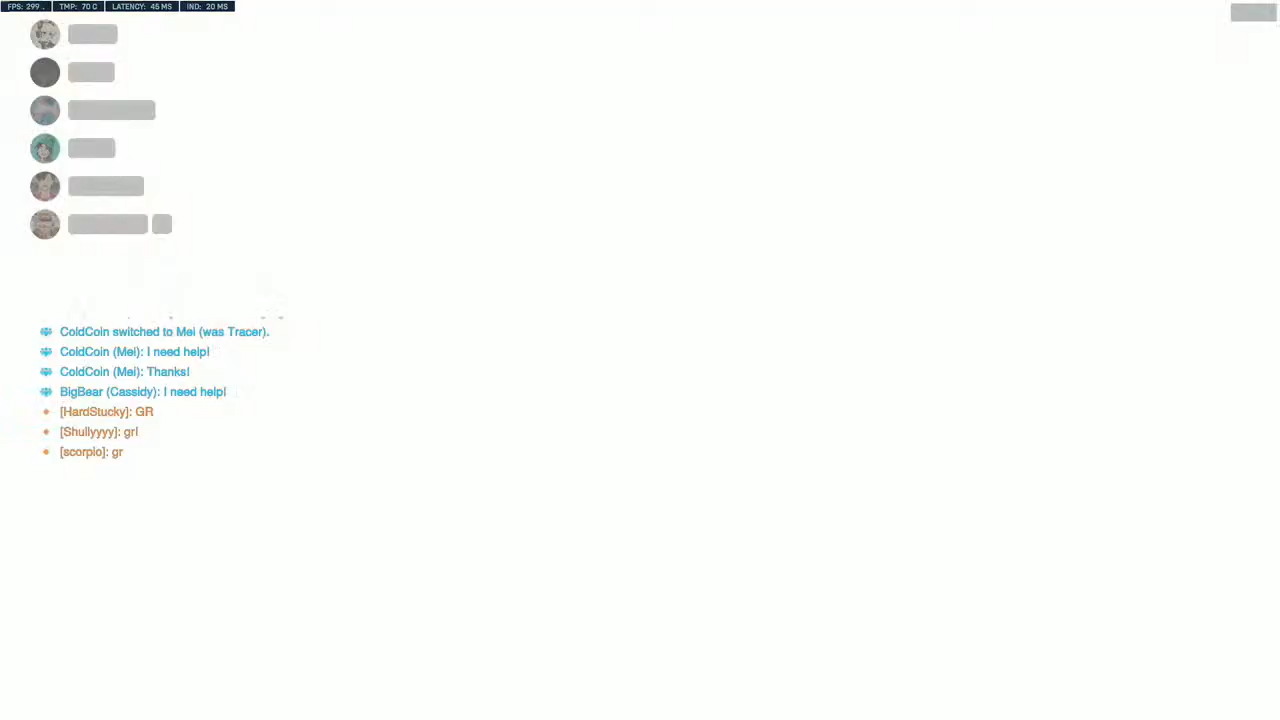 FPS: 299 . TMP: 70 C LATENCY: 45 MS IND: 20 MS
ColdCoin switched to Mei (was Tracer).
ColdCoin (Mei): I need help!
ColdCoin (Mei): Thanks!
BigBear (Cassidy): I need help!
[HardStucky]: GR
[Shullyyyy]: gr!
[scorpio]: gr